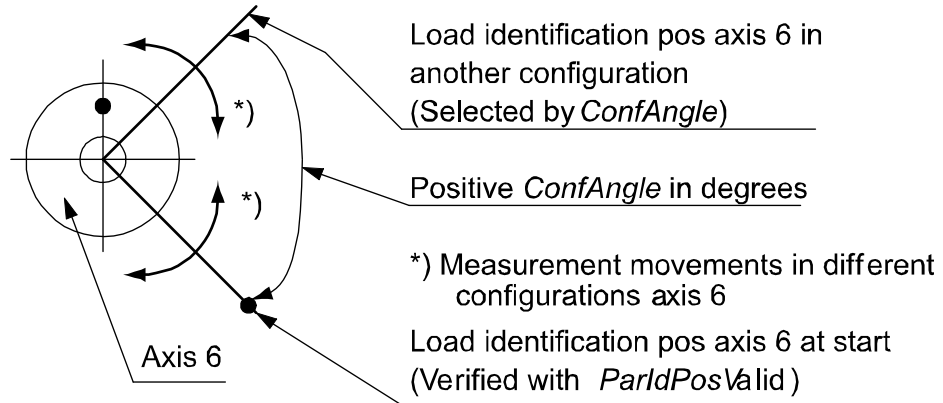 Load identification pos axis 6 in
another configuration
(Selected by ConfAngle)
*)
Positive ConfAngle in degrees
*)
*) Measurement movements in different
configurations axis 6
Load identification pos axis 6 at start
(Verified with ParIdPosValid)
Axis 6